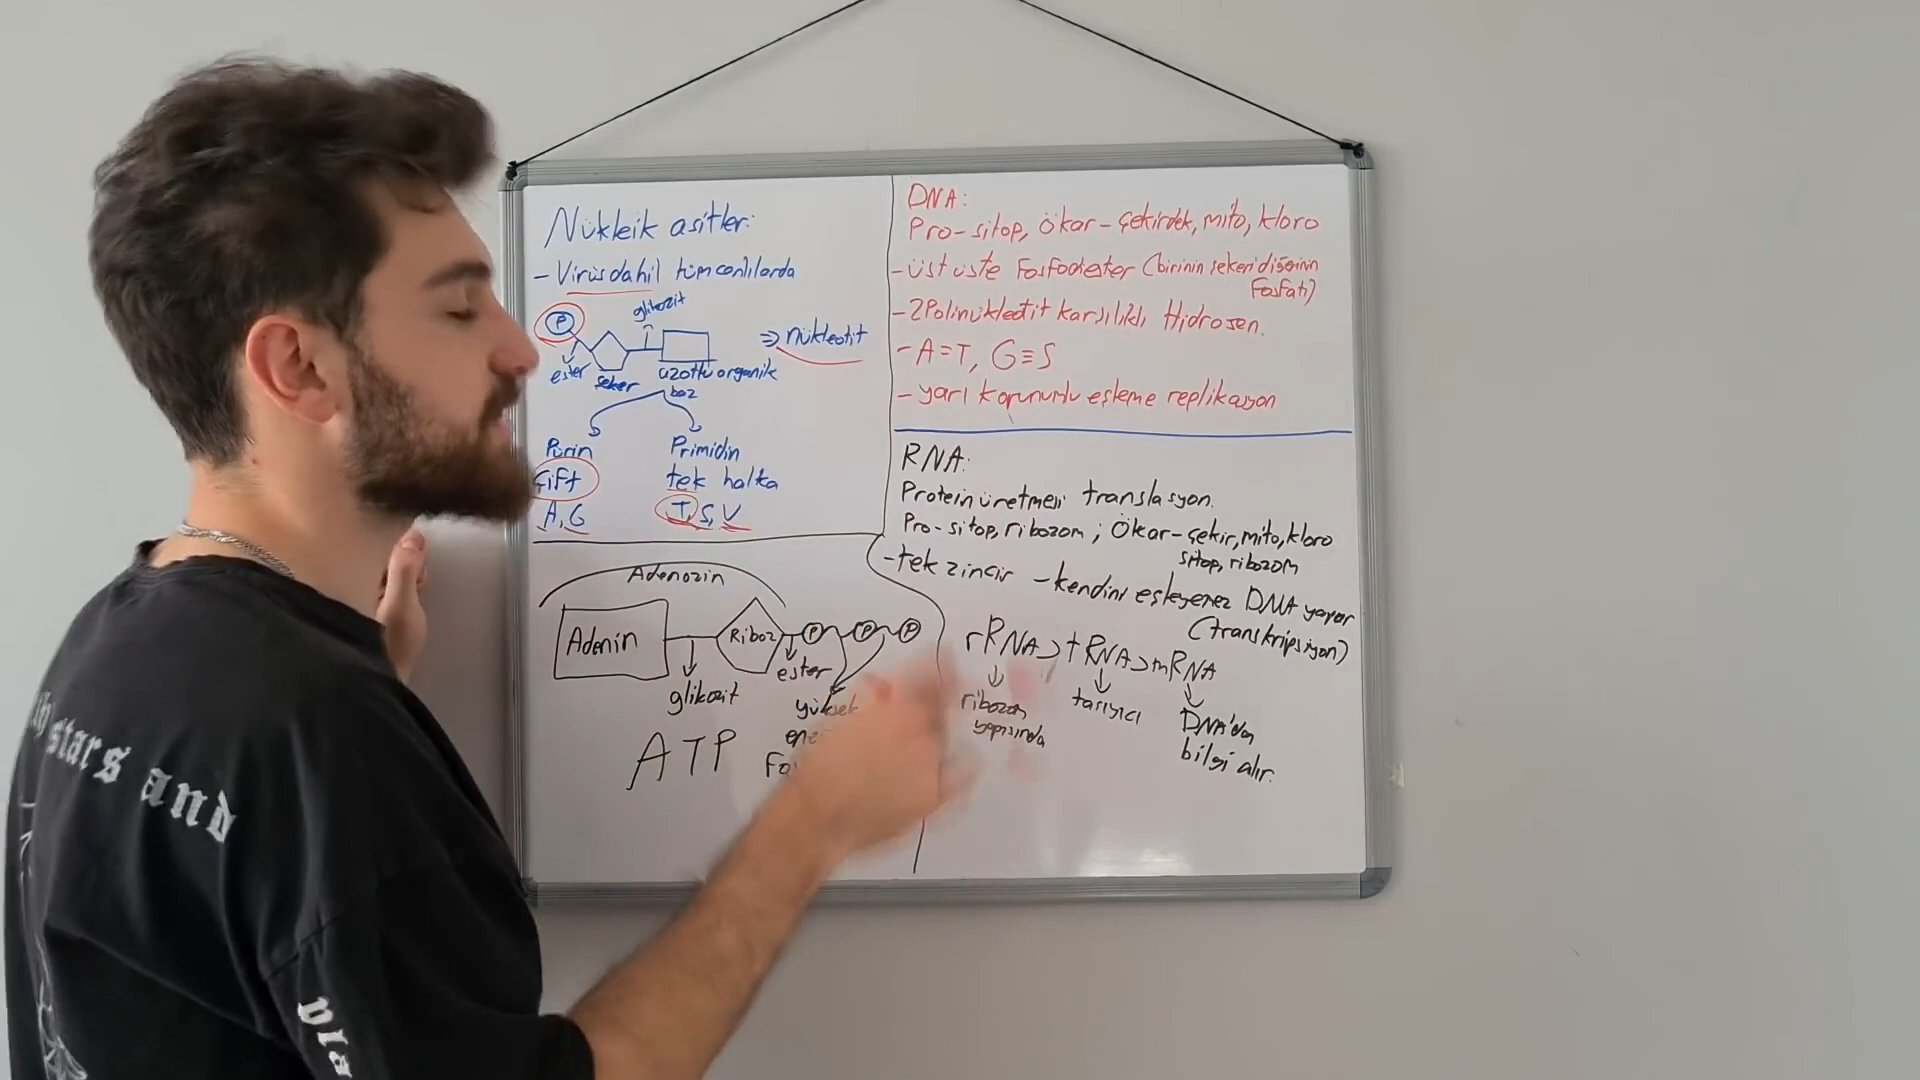 Nükleik asitler:
- Virüs dahil tüm canlılarda
P
glikozit
⇒ nükleotit
ester
şeker
azotlu organik
baz
Pürin
Primidin
çift
tek halka
A, G
T, S, U
DNA:
Pro-sitop, Ökar-çekirdek, mito, kloro
-üst üste Fosfodiester (birinin şekeri diğerinin
Fosfatı)
-2 Polinükleotit karşılıklı Hidrojen.
- A=T, G≡S
- yarı korunumlu eşleme replikasyon
RNA:
Protein üretmesi translasyon.
Pro-sitop, ribozom ; Ökar-çekir, mito, kloro
sitop, ribozom
-tek zincir -kendini eşleyemez DNA yapar
(transkripsiyon)
rRNA>tRNA>mRNA
ribozom
yapısında
taşıyıcı
DNA'dan
bilgi alır.
Adenozin
Adenin
Riboz
P
P
P
glikozit
ester
yüksek
ATP
stars and